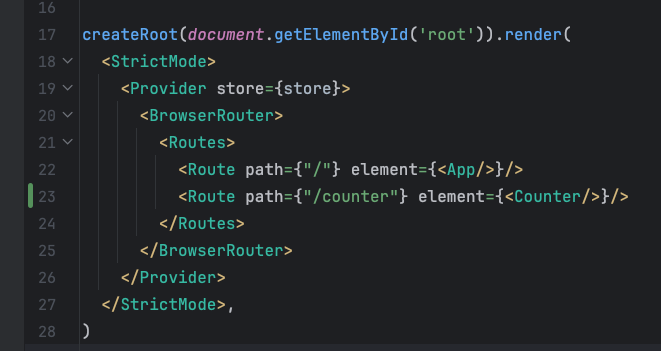 16
17 createRoot(document.getElementById('root')).render(
18 <StrictMode>
19 <Provider store={store}>
20 <BrowserRouter>
21 <Routes>
22 <Route path={"/"} element={<App/>}/>
23 <Route path={"/counter"} element={<Counter/>}/>
24 </Routes>
25 </BrowserRouter>
26 </Provider>
27 </StrictMode>,
28 )